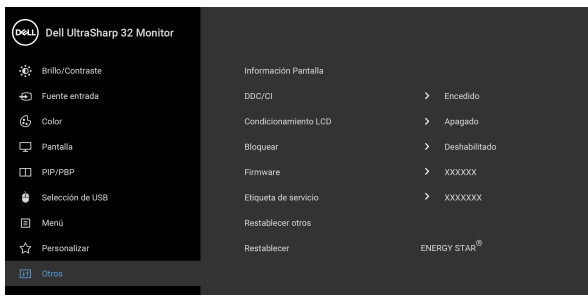 DELL Dell UltraSharp 32 Monitor
Brillo/Contraste Información Pantalla
Fuente entrada DDC/CI Encedido
Color Condicionamiento LCD Apagado
Pantalla Bloquear Deshabilitado
PIP/PBP Firmware XXXXXX
Selección de USB Etiqueta de servicio XXXXXXX
Menú Restablecer otros
Personalizar Restablecer ENERGY STAR®
Otros